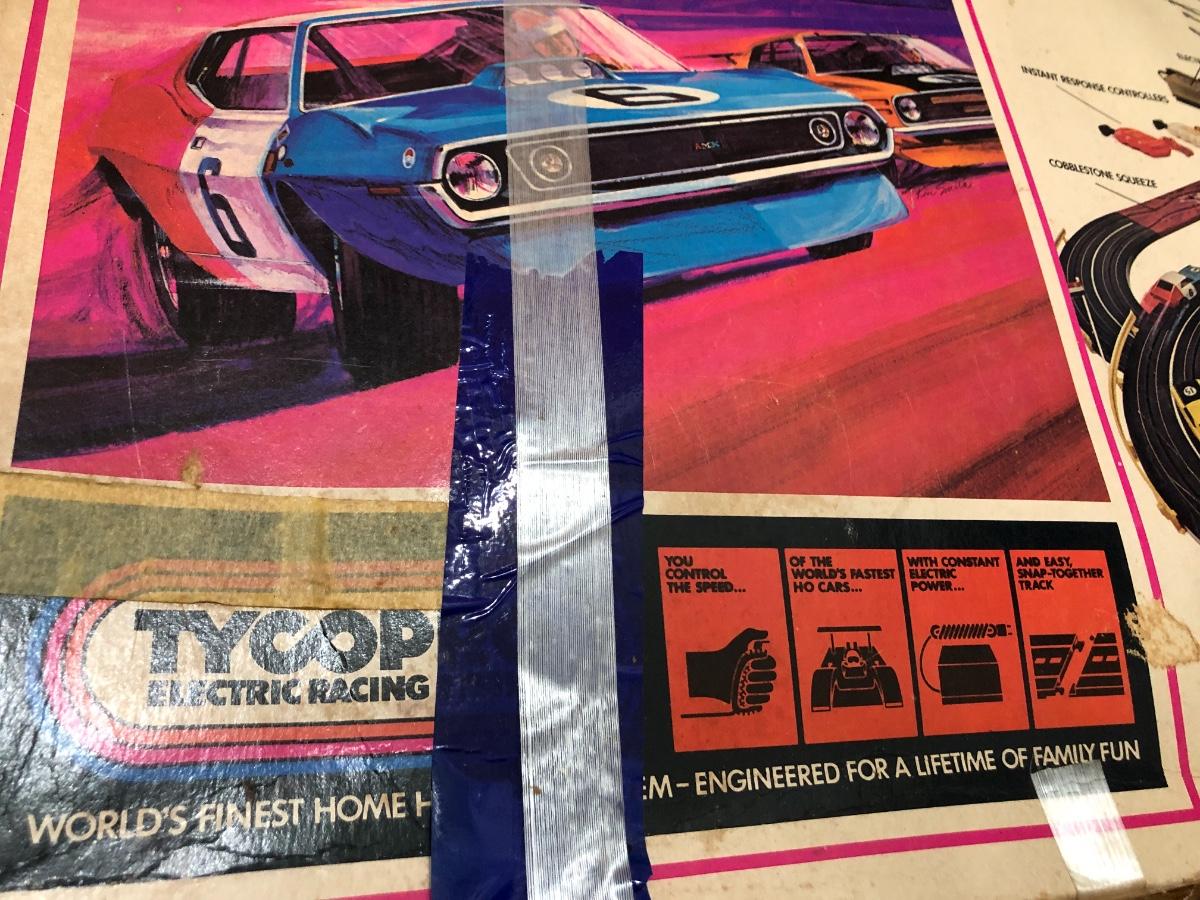 6
6
AMX
INSTANT RESPONSE CONTROLLERS
COBBLESTONE SQUEEZE
TYCOP
ELECTRIC RACING
WORLD'S FINEST HOME H
EM – ENGINEERED FOR A LIFETIME OF FAMILY FUN
YOU
CONTROL
THE SPEED...
OF THE
WORLD'S FASTEST
HO CARS...
WITH CONSTANT
ELECTRIC
POWER...
AND EASY,
SNAP-TOGETHER
TRACK